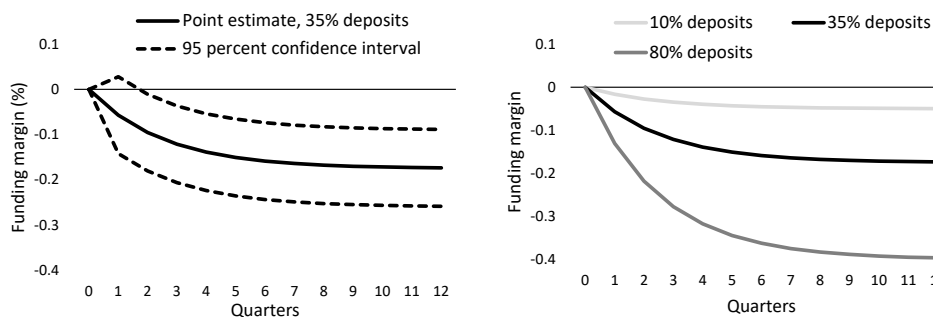 Point estimate, 35% deposits
95 percent confidence interval
0.1
0
-0.1
-0.2
-0.3
-0.4
Funding margin (%)
0 1 2 3 4 5 6 7 8 9 10 11 12
Quarters
10% deposits 35% deposits
80% deposits
0.1
0
-0.1
-0.2
-0.3
-0.4
Funding margin
0 1 2 3 4 5 6 7 8 9 10 11
Quarters